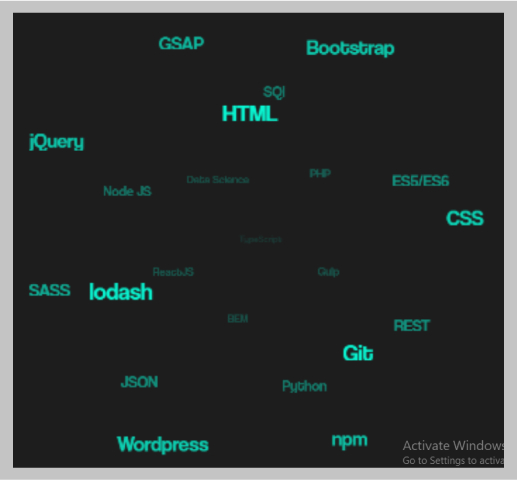 GSAP
Bootstrap
SQl
HTML
jQuery
Data Science
PHP
ES5/ES6
Node JS
CSS
TypeScript
ReactJS
Gulp
SASS
lodash
BEM
REST
Git
JSON
Python
Wordpress
npm
Activate Windows
Go to Settings to activa